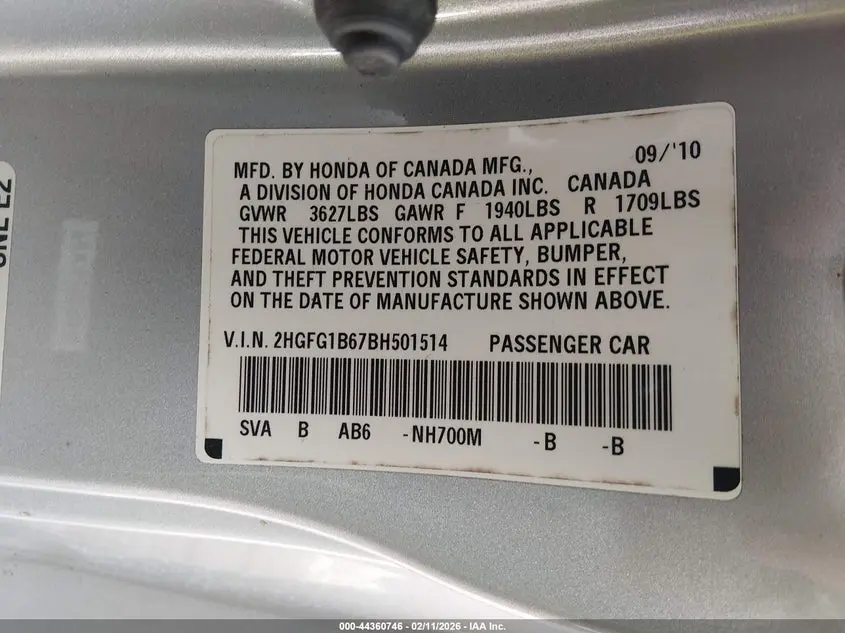 MFD. BY HONDA OF CANADA MFG., 09/'10
A DIVISION OF HONDA CANADA INC. CANADA
GVWR 3627LBS GAWR F 1940LBS R 1709LBS
THIS VEHICLE CONFORMS TO ALL APPLICABLE
FEDERAL MOTOR VEHICLE SAFETY, BUMPER,
AND THEFT PREVENTION STANDARDS IN EFFECT
ON THE DATE OF MANUFACTURE SHOWN ABOVE.
V.I.N. 2HGFG1B67BH501514 PASSENGER CAR
SVA B AB6 -NH700M -B -B
000-44360746 - 02/11/2026 - IAA Inc.